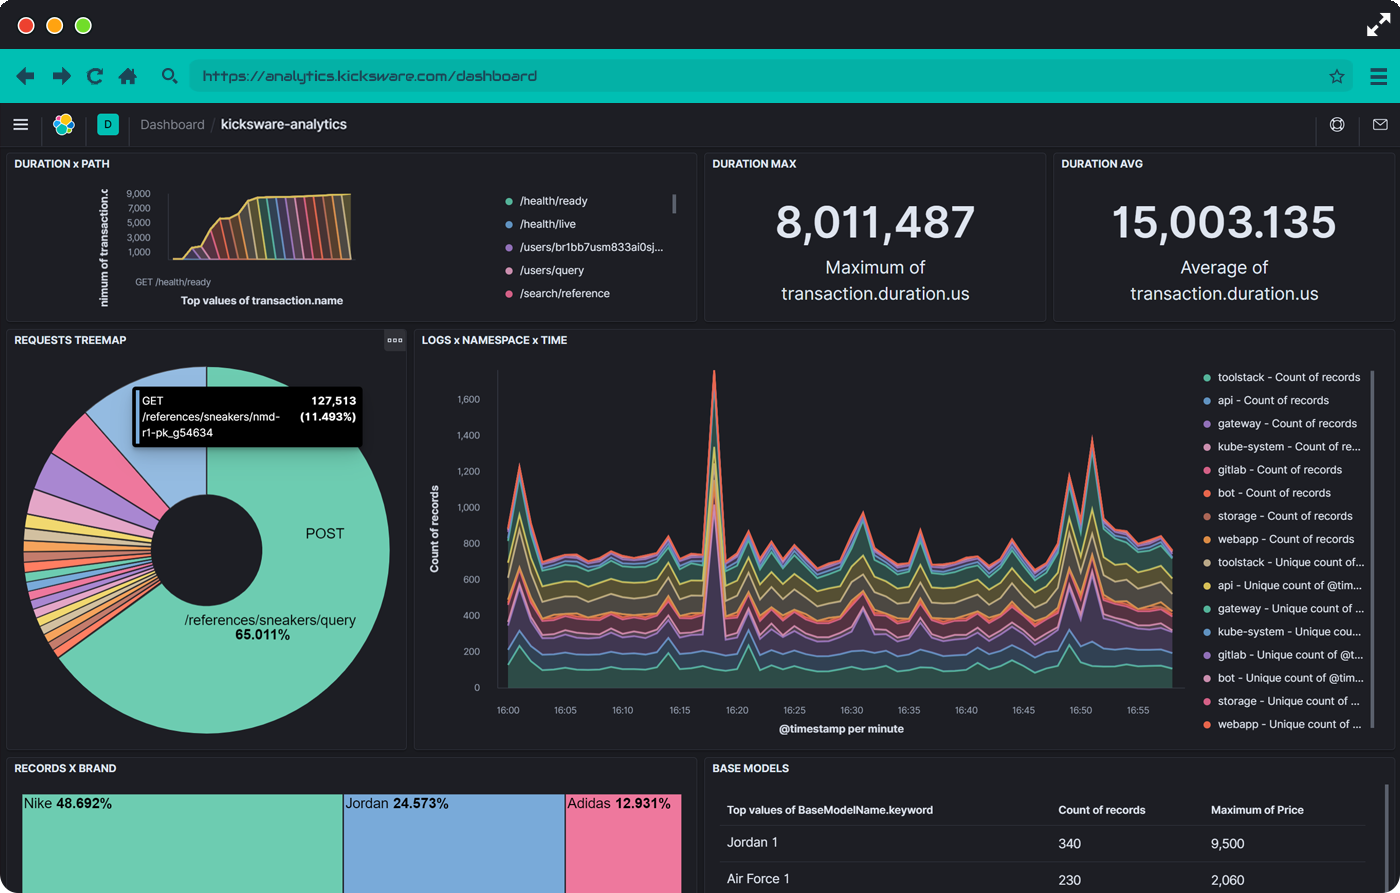 https://analytics.kicksware.com/dashboard
D
Dashboard / kicksware-analytics
DURATION x PATH
nimum of transaction.c
9,000
7,000
5,000
3,000
1,000
GET /health/ready
Top values of transaction.name
/health/ready
/health/live
/users/br1bb7usm833ai0sj...
/users/query
/search/reference
DURATION MAX
8,011,487
Maximum of
transaction.duration.us
DURATION AVG
15,003.135
Average of
transaction.duration.us
REQUESTS TREEMAP
GET 127,513
/references/sneakers/nmd- (11.493%)
r1-pk_g54634
POST
/references/sneakers/query
65.011%
LOGS x NAMESPACE x TIME
Count of records
1,600
1,400
1,200
1,000
800
600
400
200
0
16:00 16:05 16:10 16:15 16:20 16:25 16:30 16:35 16:40 16:45 16:50 16:55
@timestamp per minute
toolstack - Count of records
api - Count of records
gateway - Count of records
kube-system - Count of re...
gitlab - Count of records
bot - Count of records
storage - Count of records
webapp - Count of records
toolstack - Unique count of...
api - Unique count of @tim...
gateway - Unique count of ...
kube-system - Unique cou...
gitlab - Unique count of @t...
bot - Unique count of @tim...
storage - Unique count of ...
webapp - Unique count of ...
RECORDS X BRAND
Nike 48.692%
Jordan 24.573%
Adidas 12.931%
BASE MODELS
Top values of BaseModelName.keyword Count of records Maximum of Price
Jordan 1 340 9,500
Air Force 1 230 2,060